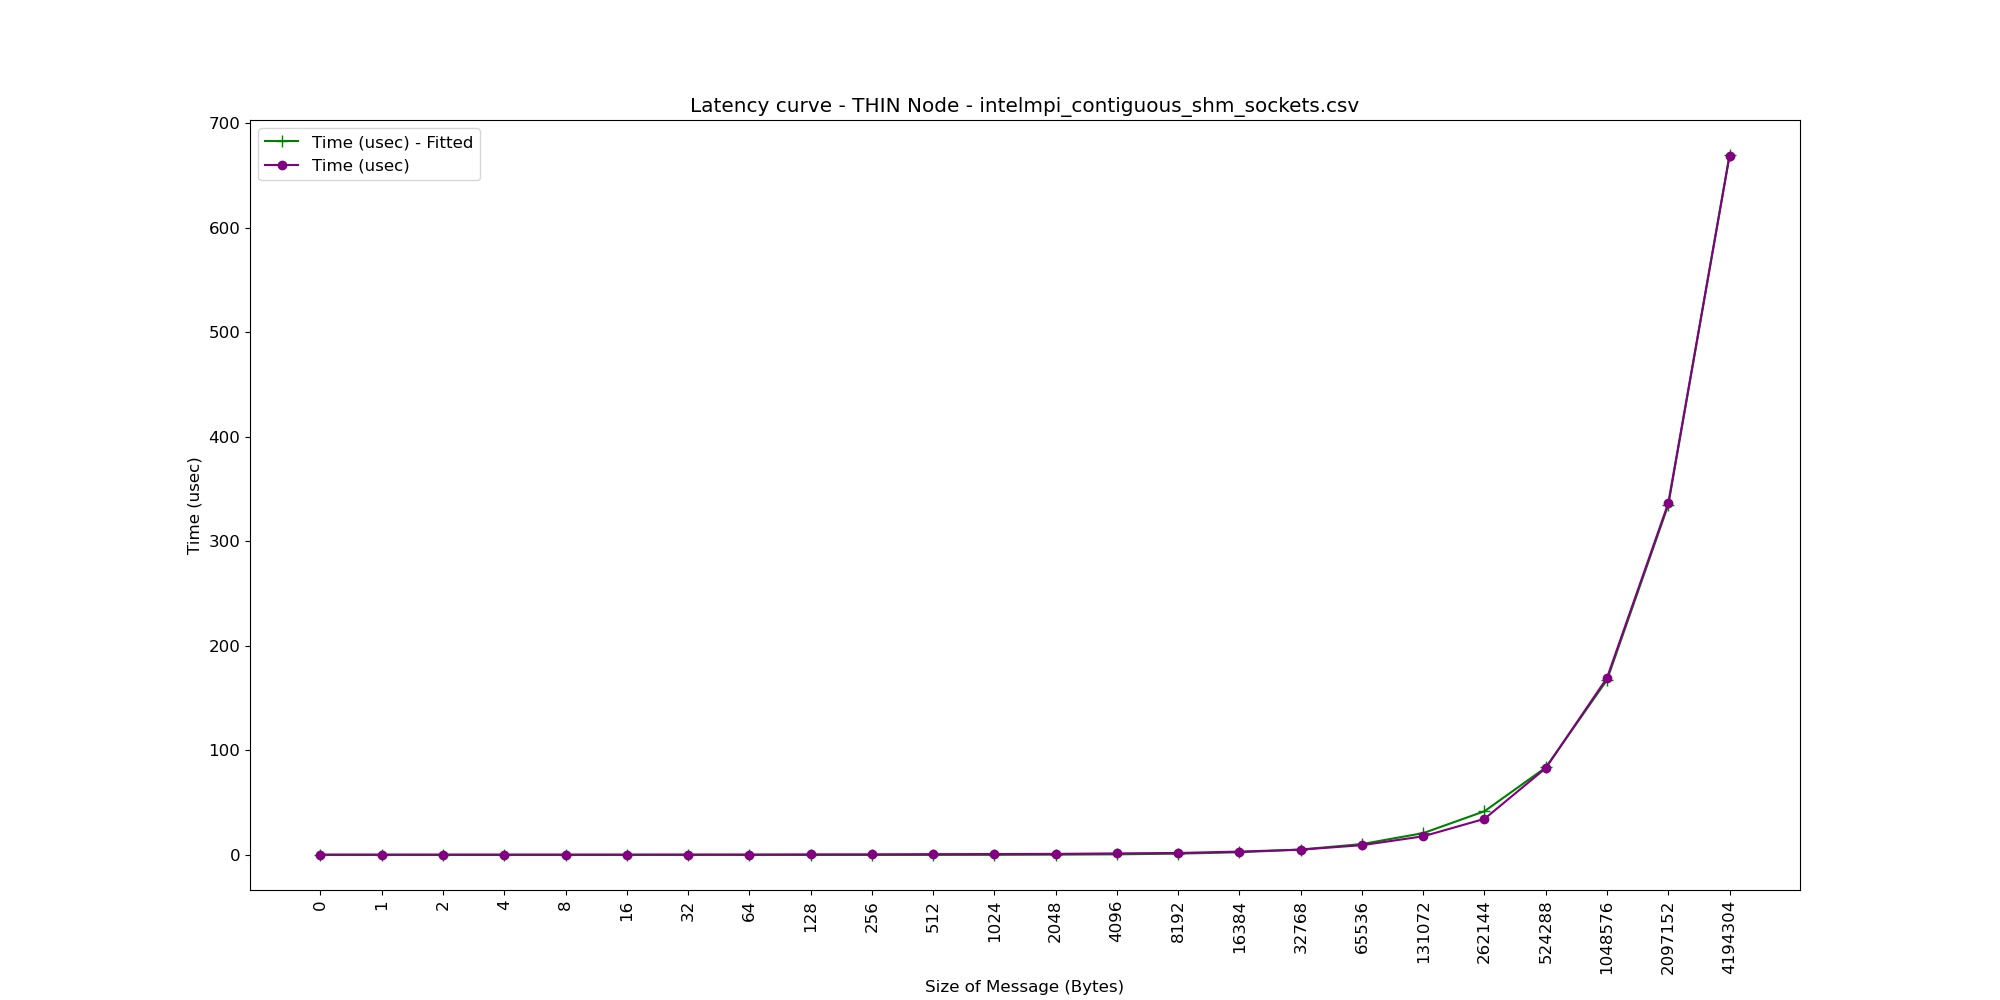 Latency curve - THIN Node - intelmpi_contiguous_shm_sockets.csv
Time (usec) - Fitted
Time (usec)
700
600
500
400
300
200
100
0
Time (usec)
0 1 2 4 8 16 32 64 128 256 512 1024 2048 4096 8192 16384 32768 65536 131072 262144 524288 1048576 2097152 4194304
Size of Message (Bytes)